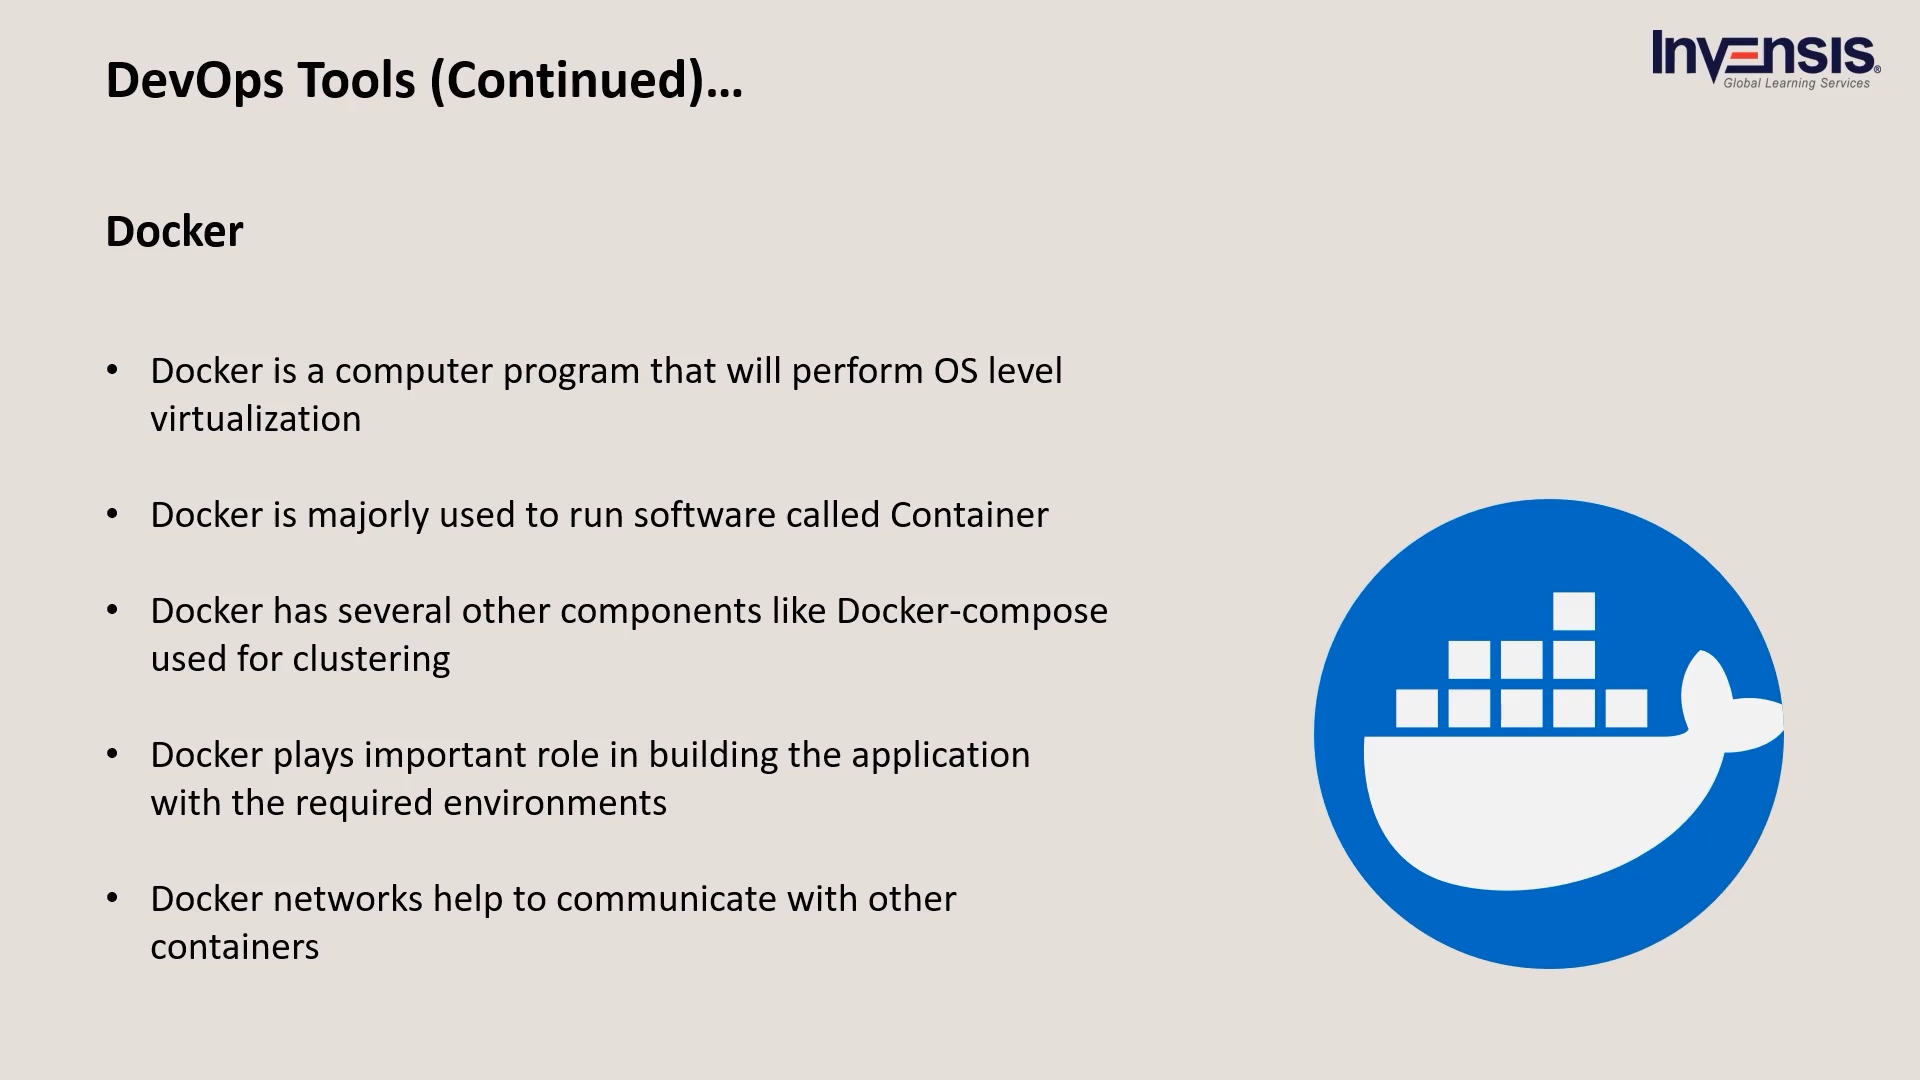 DevOps Tools (Continued)...
Invensis®
Global Learning Services
Docker
• Docker is a computer program that will perform OS level
virtualization
• Docker is majorly used to run software called Container
• Docker has several other components like Docker-compose
used for clustering
• Docker plays important role in building the application
with the required environments
• Docker networks help to communicate with other
containers